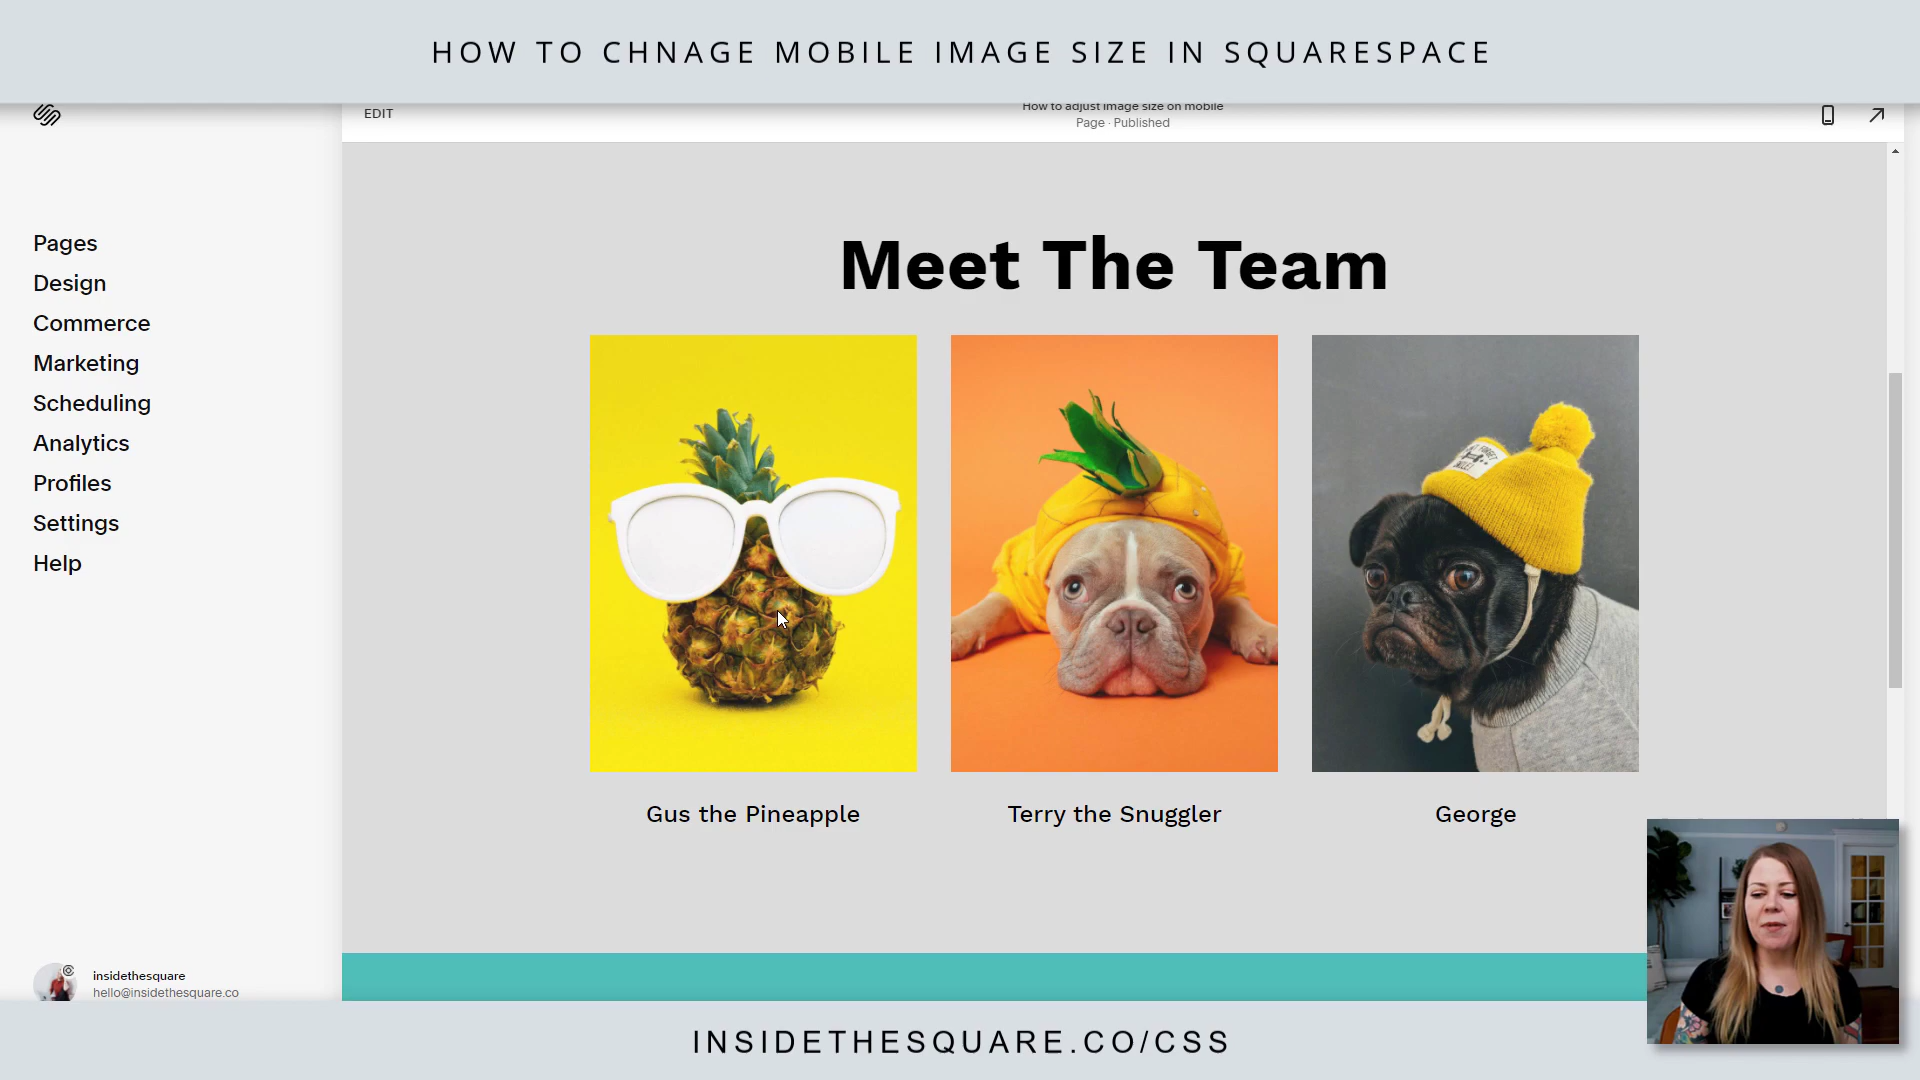 HOW TO CHNAGE MOBILE IMAGE SIZE IN SQUARESPACE
EDIT
How to adjust image size on mobile
Page · Published
Pages
Design
Commerce
Marketing
Scheduling
Analytics
Profiles
Settings
Help
Meet The Team
Gus the Pineapple
Terry the Snuggler
George
insidethesquare
hello@insidethesquare.co
INSIDETHESQUARE.CO/CSS